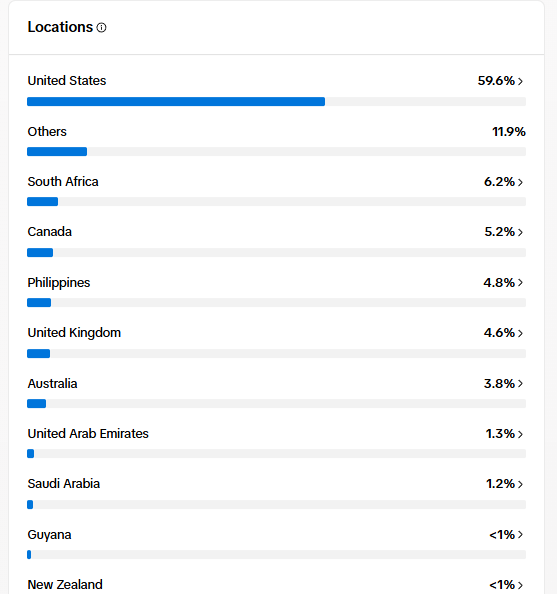 Locations
United States 59.6%
Others 11.9%
South Africa 6.2%
Canada 5.2%
Philippines 4.8%
United Kingdom 4.6%
Australia 3.8%
United Arab Emirates 1.3%
Saudi Arabia 1.2%
Guyana <1%
New Zealand <1%